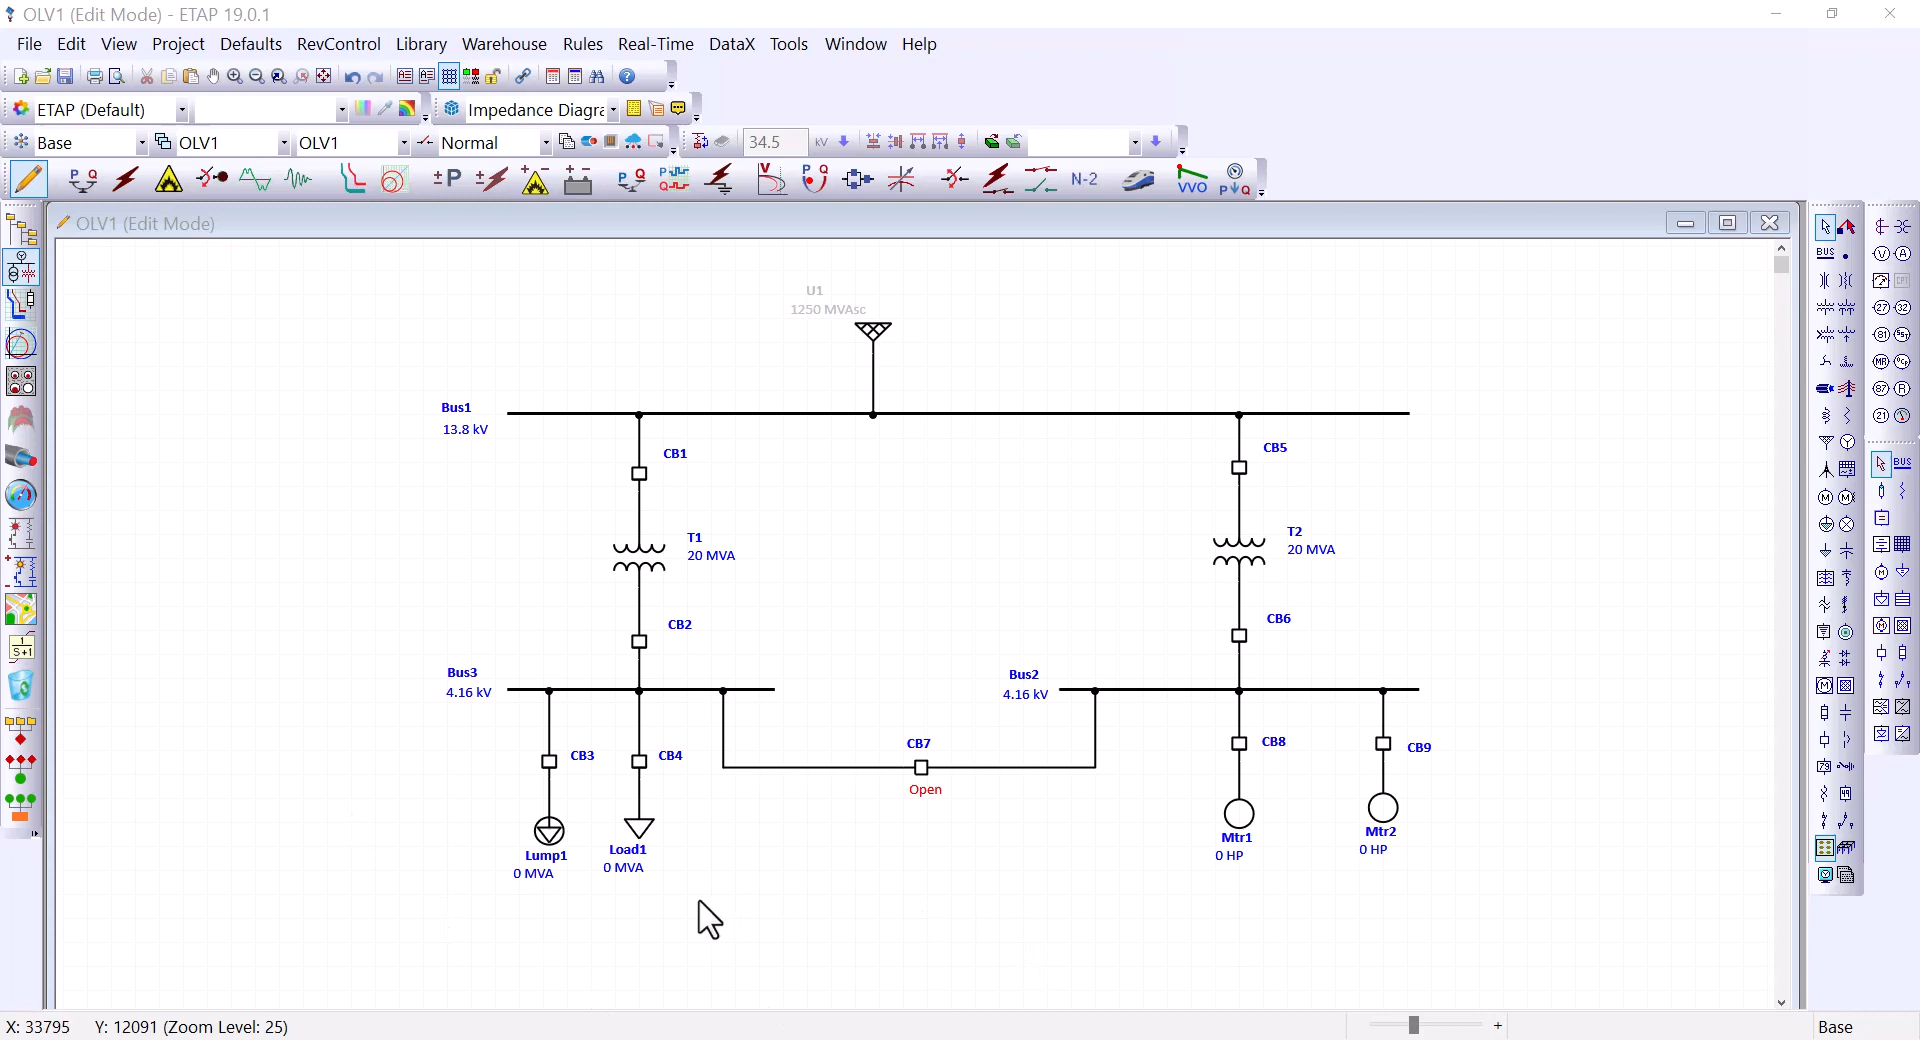 OLV1 (Edit Mode) - ETAP 19.0.1
File Edit View Project Defaults RevControl Library Warehouse Rules Real-Time DataX Tools Window Help
ETAP (Default) Impedance Diagra
Base OLV1 OLV1 Normal 34.5 kV
P Q ±P P Q P Q V P Q N-2 VVO P Q
OLV1 (Edit Mode)
U1
1250 MVAsc
Bus1
13.8 kV
CB1
CB5
T1
20 MVA
T2
20 MVA
CB2
CB6
Bus3
4.16 kV
Bus2
4.16 kV
CB3
CB4
CB7
Open
CB8
CB9
Lump1
0 MVA
Load1
0 MVA
Mtr1
0 HP
Mtr2
0 HP
BUS
BUS
X: 33795 Y: 12091 (Zoom Level: 25)
Base